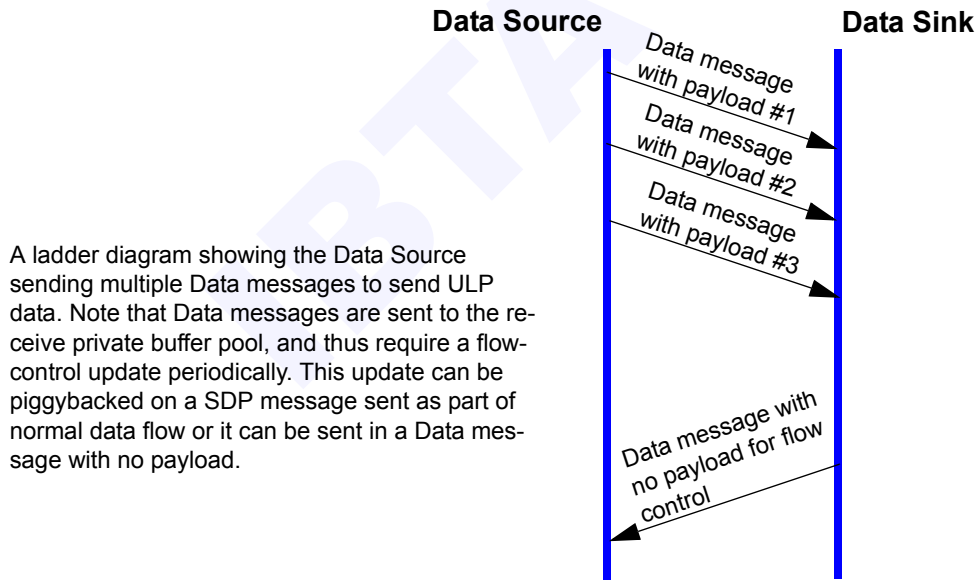 Data Source
Data Sink
Data message
with payload #1
Data message
with payload #2
Data message
with payload #3
A ladder diagram showing the Data Source
sending multiple Data messages to send ULP
data. Note that Data messages are sent to the re-
ceive private buffer pool, and thus require a flow-
control update periodically. This update can be
piggybacked on a SDP message sent as part of
normal data flow or it can be sent in a Data mes-
sage with no payload.
Data message with
no payload for flow
control
IBTA